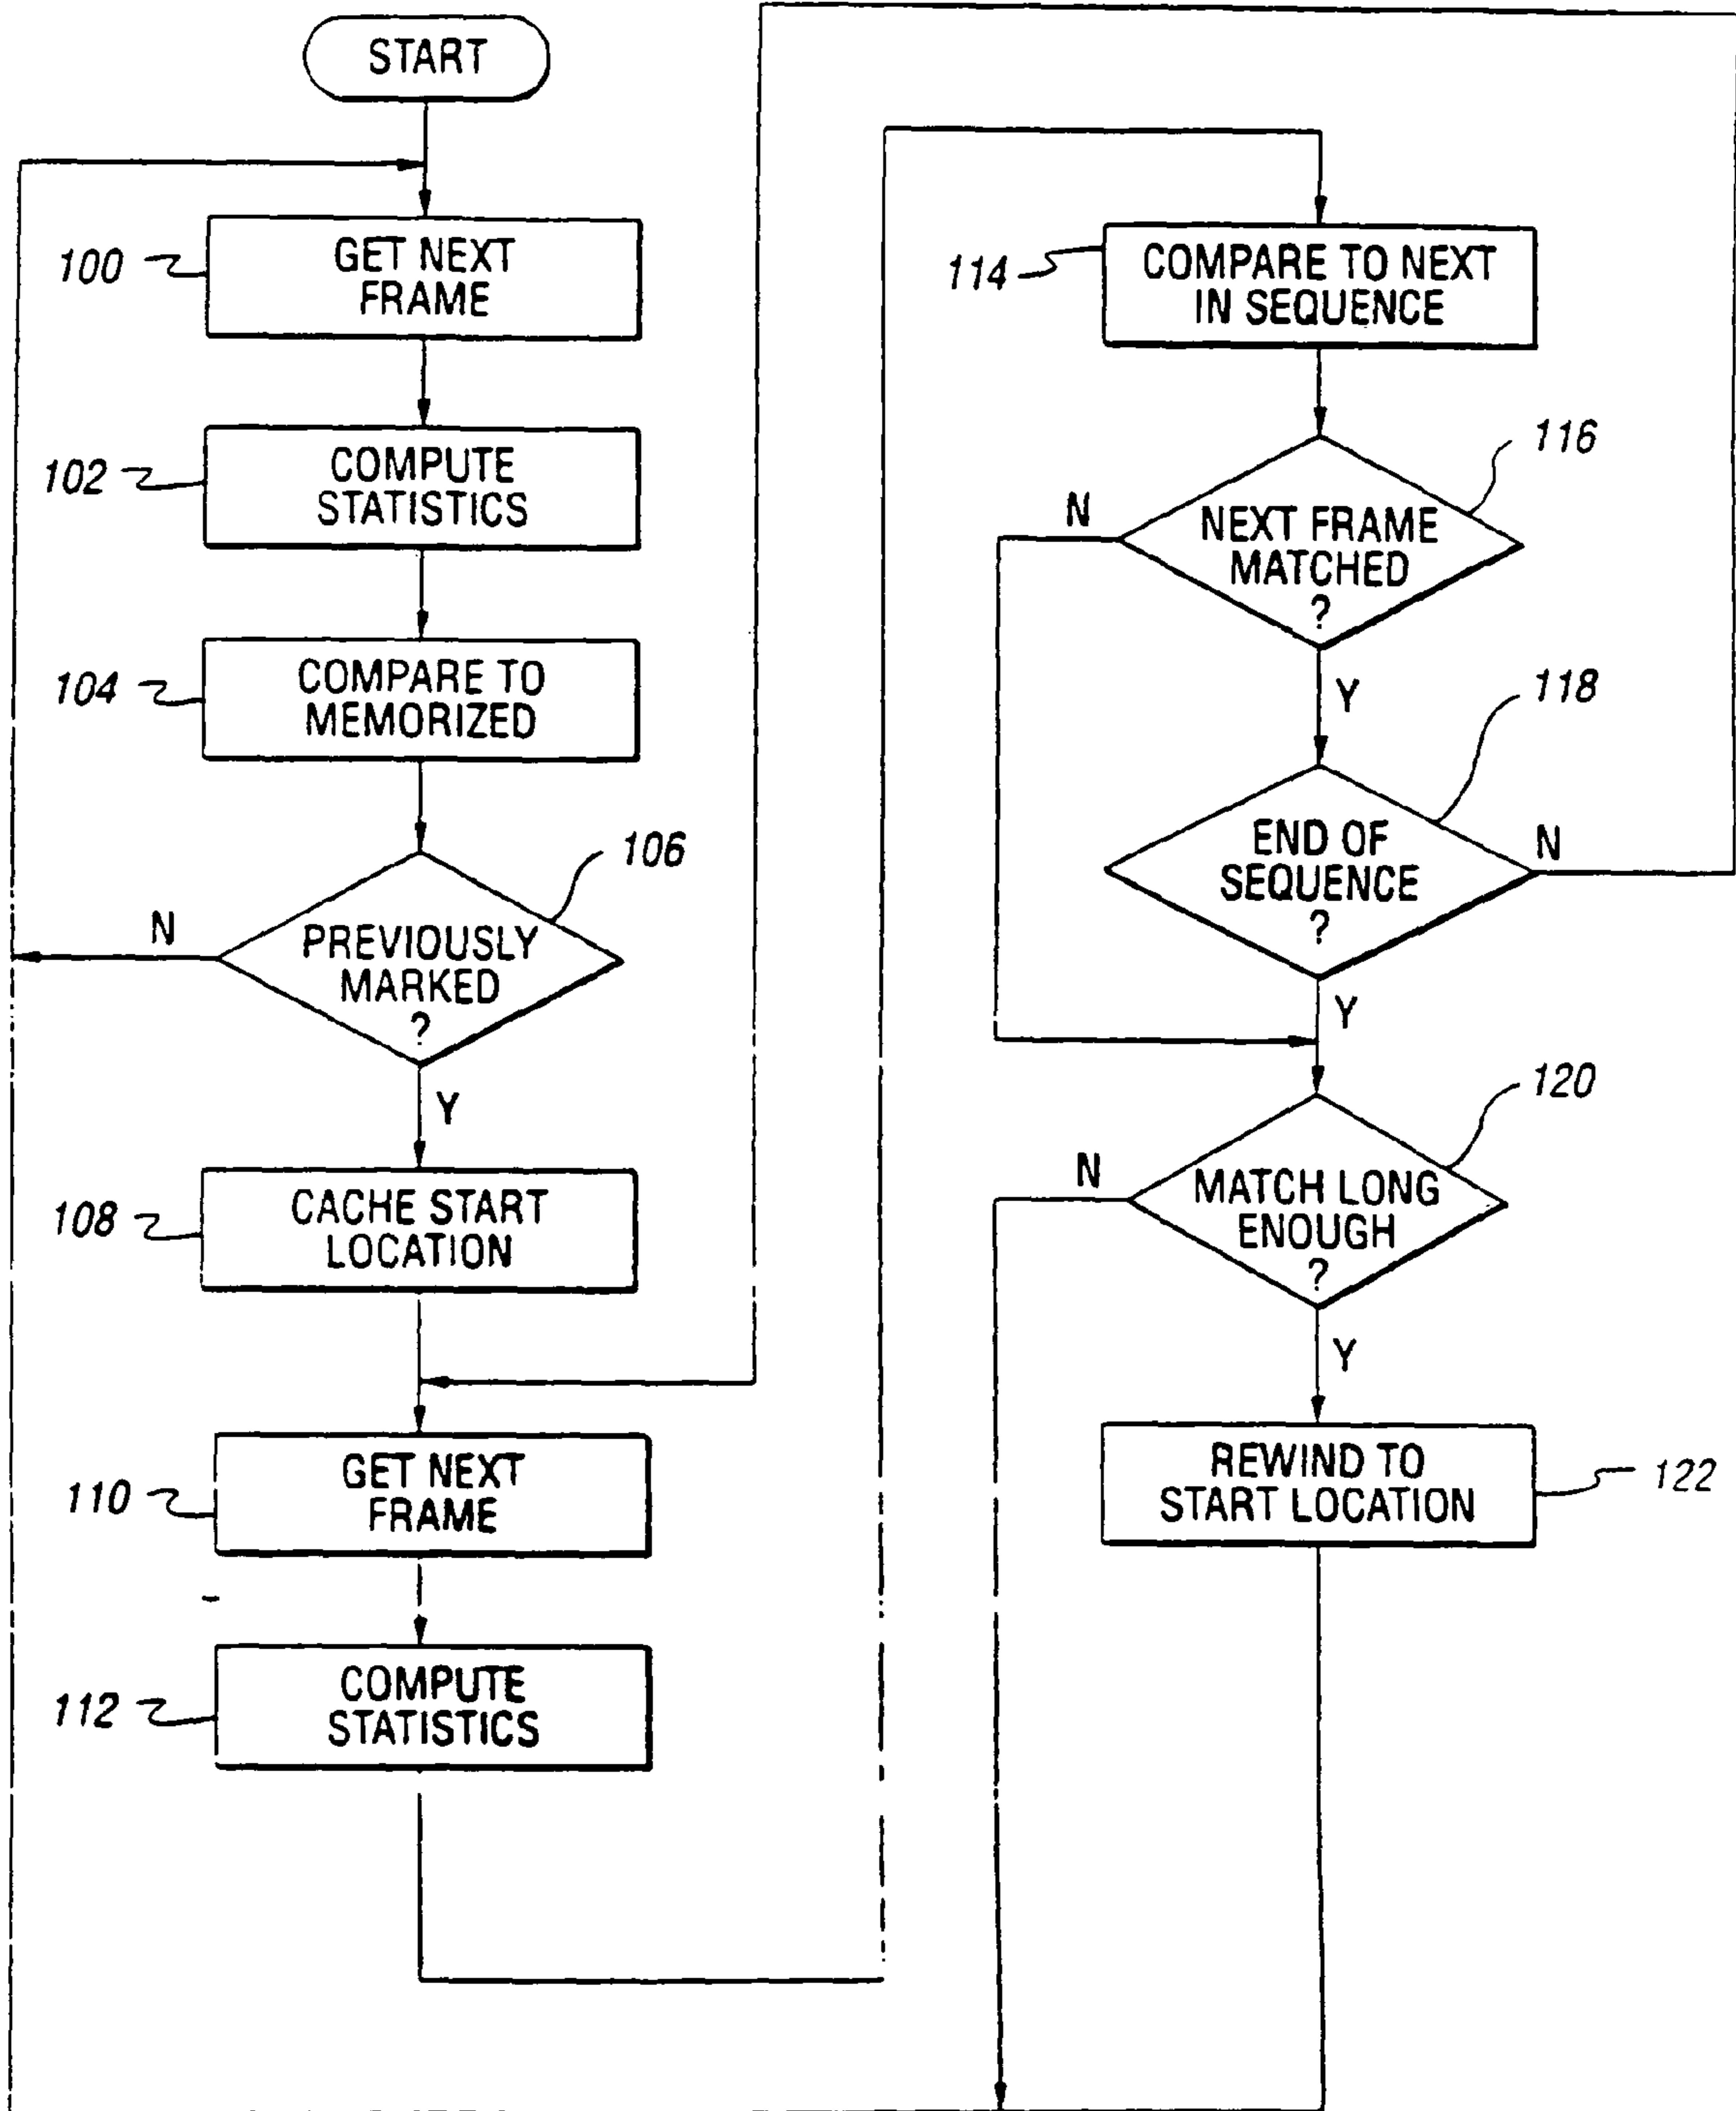 START
100
GET NEXT
FRAME
102
COMPUTE
STATISTICS
104
COMPARE TO
MEMORIZED
106
N
PREVIOUSLY
MARKED
?
Y
108
CACHE START
LOCATION
110
GET NEXT
FRAME
112
COMPUTE
STATISTICS
114
COMPARE TO NEXT
IN SEQUENCE
116
N
NEXT FRAME
MATCHED
?
Y
118
END OF
SEQUENCE
?
N
Y
120
N
MATCH LONG
ENOUGH
?
Y
REWIND TO
START LOCATION
122